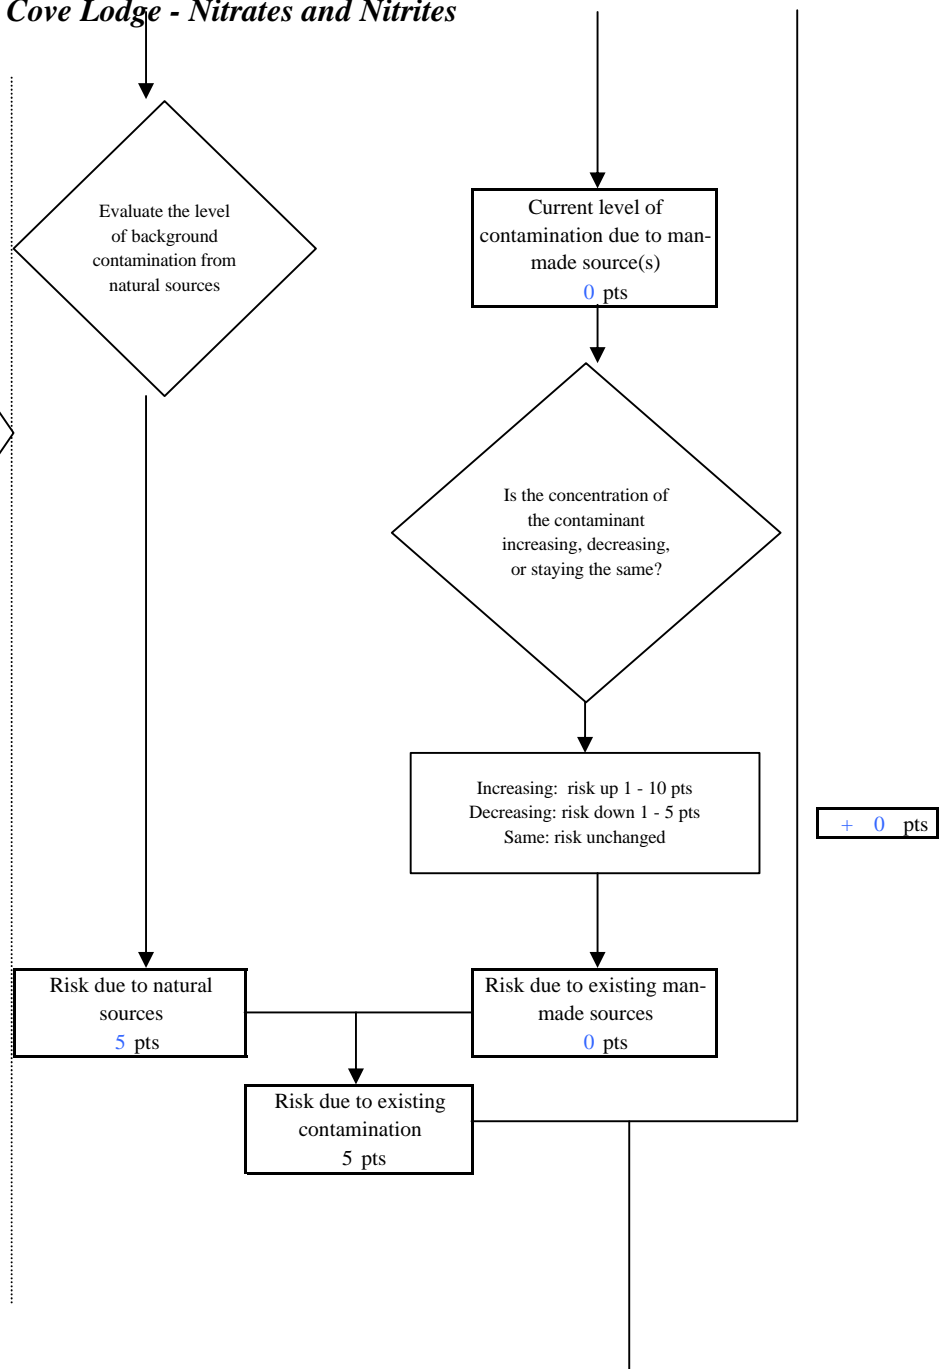 Cove Lodge - Nitrates and Nitrites
Evaluate the level
of background
contamination from
natural sources
Current level of
contamination due to man-
made source(s)
0 pts
Is the concentration of
the contaminant
increasing, decreasing,
or staying the same?
Increasing:  risk up 1 - 10 pts
Decreasing: risk down 1 - 5 pts
Same: risk unchanged
+ 0 pts
Risk due to natural
sources
5 pts
Risk due to existing man-
made sources
0 pts
Risk due to existing
contamination
5 pts